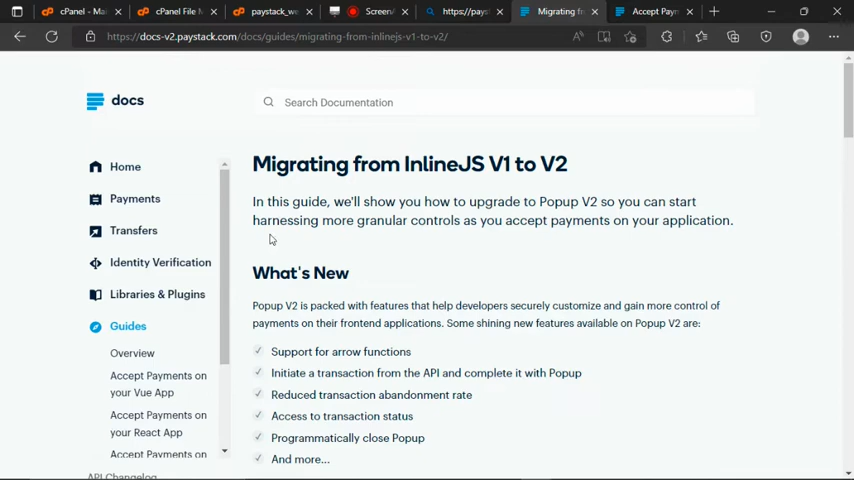 cPanel - Mai
cPanel File M
paystack_we
Screen
https://pays
Migrating fr
Accept Paym
https://docs-v2.paystack.com/docs/guides/migrating-from-inlinejs-v1-to-v2/
docs
Search Documentation
Home
Payments
Transfers
Identity Verification
Libraries & Plugins
Guides
Overview
Accept Payments on
your Vue App
Accept Payments on
your React App
Accept Payments on
API Changelog
Migrating from InlineJS V1 to V2
In this guide, we'll show you how to upgrade to Popup V2 so you can start
harnessing more granular controls as you accept payments on your application.
What's New
Popup V2 is packed with features that help developers securely customize and gain more control of
payments on their frontend applications. Some shining new features available on Popup V2 are:
Support for arrow functions
Initiate a transaction from the API and complete it with Popup
Reduced transaction abandonment rate
Access to transaction status
Programmatically close Popup
And more...